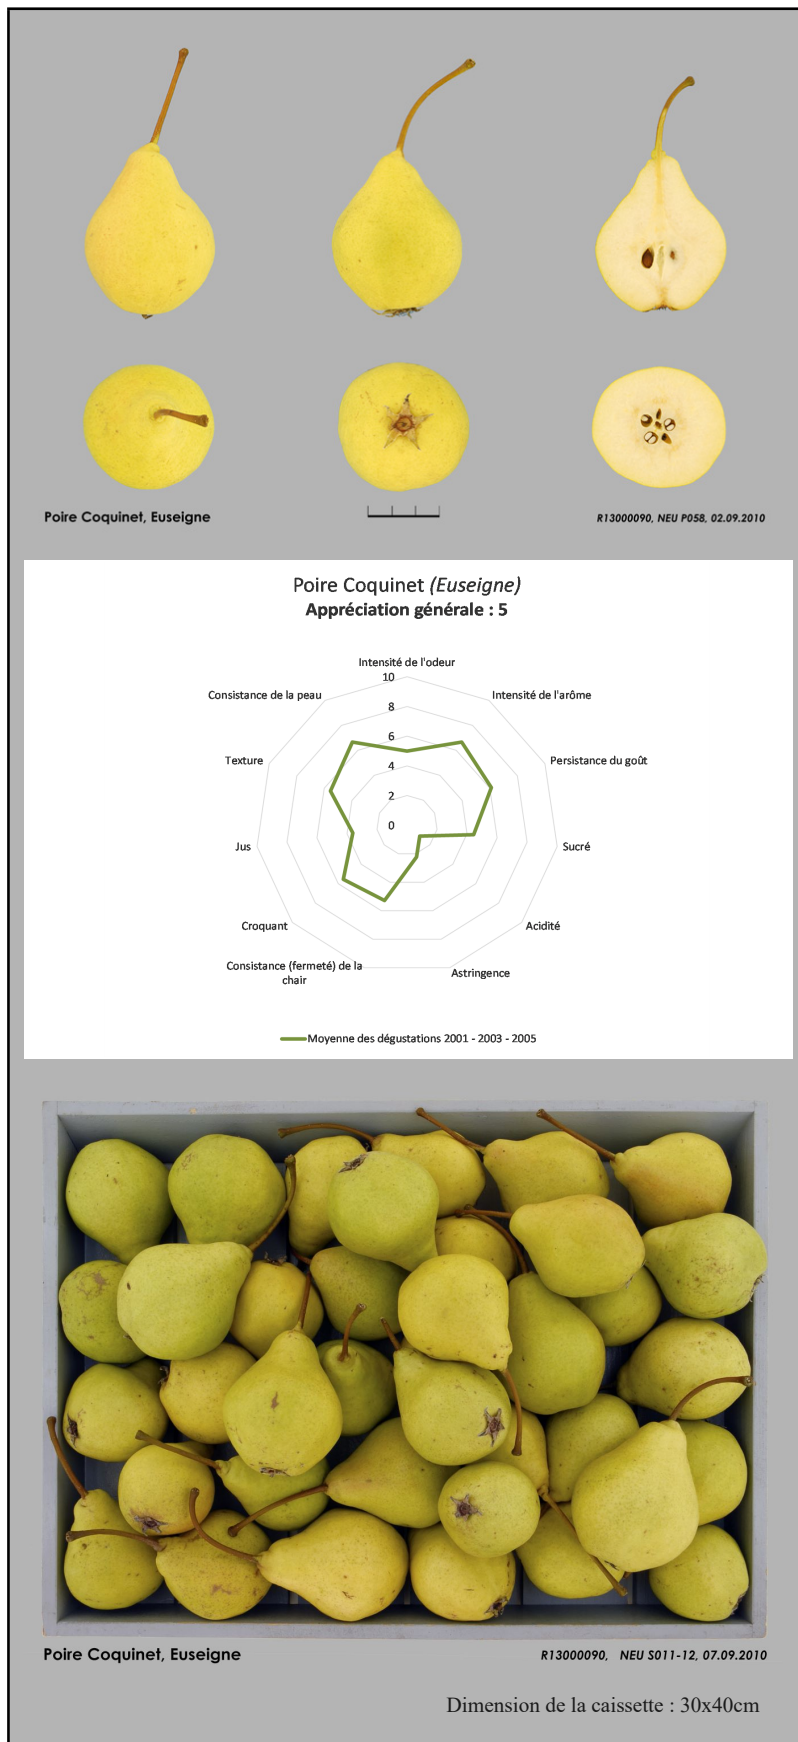 Poire Coquinet, Euseigne
R13000090, NEU P058, 02.09.2010
Poire Coquinet (Euseigne)
Appréciation générale : 5
Intensité de l'odeur
Intensité de l'arôme
Persistance du goût
Sucré
Acidité
Astringence
Consistance (fermeté) de la
chair
Croquant
Jus
Texture
Consistance de la peau
10
8
6
4
2
0
Moyenne des dégustations 2001 - 2003 - 2005
Poire Coquinet, Euseigne
R13000090, NEU S011-12, 07.09.2010
Dimension de la caissette : 30x40cm